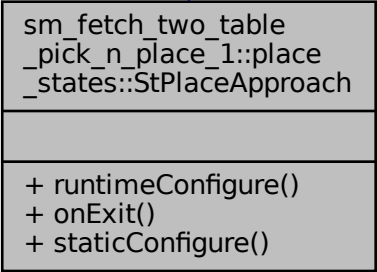 sm_fetch_two_table
_pick_n_place_1::place
_states::StPlaceApproach
+ runtimeConfigure()
+ onExit()
+ staticConfigure()